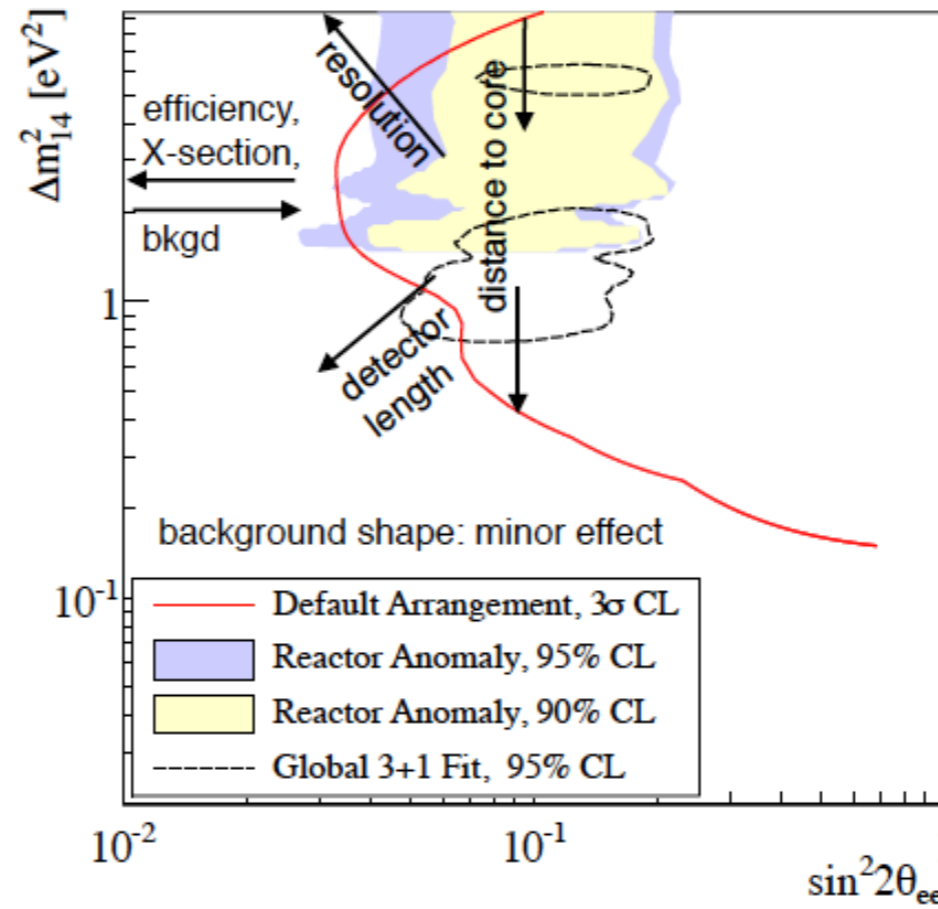 Δm²₁₄ [eV²]
efficiency,
X-section,
bkgd
resolution
distance to core
detector
length
1
background shape: minor effect
10⁻¹
Default Arrangement, 3σ CL
Reactor Anomaly, 95% CL
Reactor Anomaly, 90% CL
Global 3+1 Fit, 95% CL
10⁻² 10⁻¹
sin²2θee